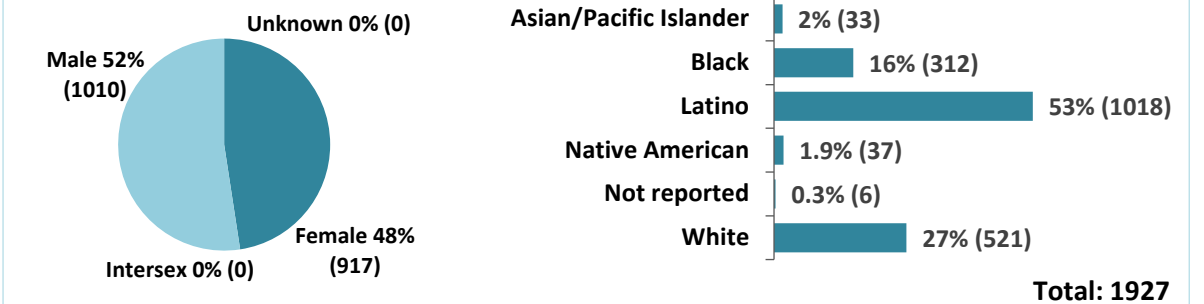 Unknown 0% (0)
Male 52%
(1010)
Female 48%
(917)
Intersex 0% (0)
Asian/Pacific Islander 2% (33)
Black 16% (312)
Latino 53% (1018)
Native American 1.9% (37)
Not reported 0.3% (6)
White 27% (521)
Total: 1927